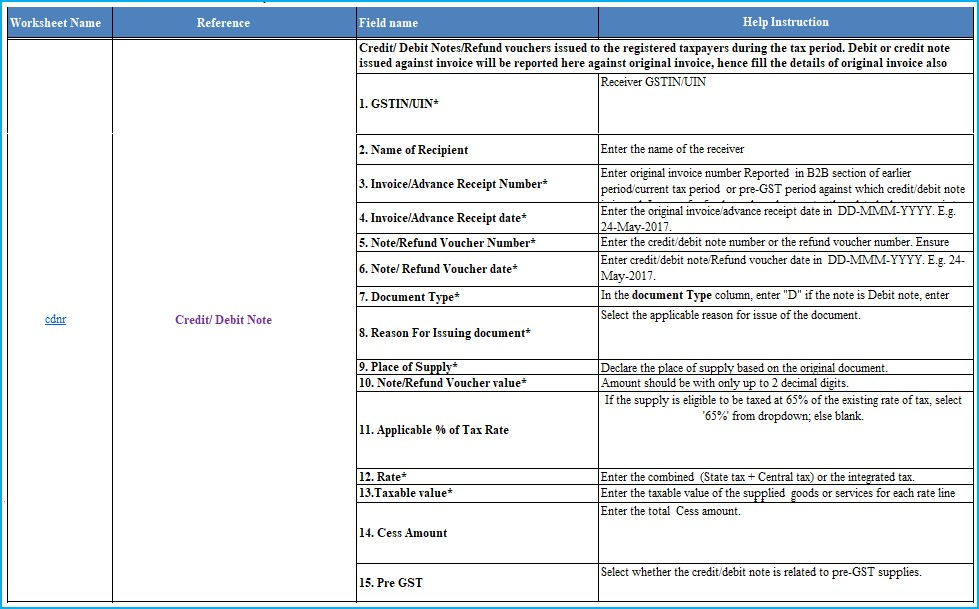 Worksheet Name Reference Field name Help Instruction
Credit/ Debit Notes/Refund vouchers issued to the registered taxpayers during the tax period. Debit or credit note
issued against invoice will be reported here against original invoice, hence fill the details of original invoice also
1. GSTIN/UIN*
Receiver GSTIN/UIN
2. Name of Recipient
Enter the name of the receiver
3. Invoice/Advance Receipt Number*
Enter original invoice number Reported in B2B section of earlier
period/current tax period or pre-GST period against which credit/debit note
4. Invoice/Advance Receipt date*
Enter the original invoice/advance receipt date in DD-MMM-YYYY. E.g.
24-May-2017.
5. Note/Refund Voucher Number*
Enter the credit/debit note number or the refund voucher number. Ensure
6. Note/ Refund Voucher date*
Enter credit/debit note/Refund voucher date in DD-MMM-YYYY. E.g. 24-
May-2017.
7. Document Type*
In the document Type column, enter "D" if the note is Debit note, enter
cdnr
Credit/ Debit Note
8. Reason For Issuing document*
Select the applicable reason for issue of the document.
9. Place of Supply*
Declare the place of supply based on the original document.
10. Note/Refund Voucher value*
Amount should be with only up to 2 decimal digits.
11. Applicable % of Tax Rate
If the supply is eligible to be taxed at 65% of the existing rate of tax, select
'65%' from dropdown; else blank.
12. Rate*
Enter the combined (State tax + Central tax) or the integrated tax.
13.Taxable value*
Enter the taxable value of the supplied goods or services for each rate line
14. Cess Amount
Enter the total Cess amount.
15. Pre GST
Select whether the credit/debit note is related to pre-GST supplies.